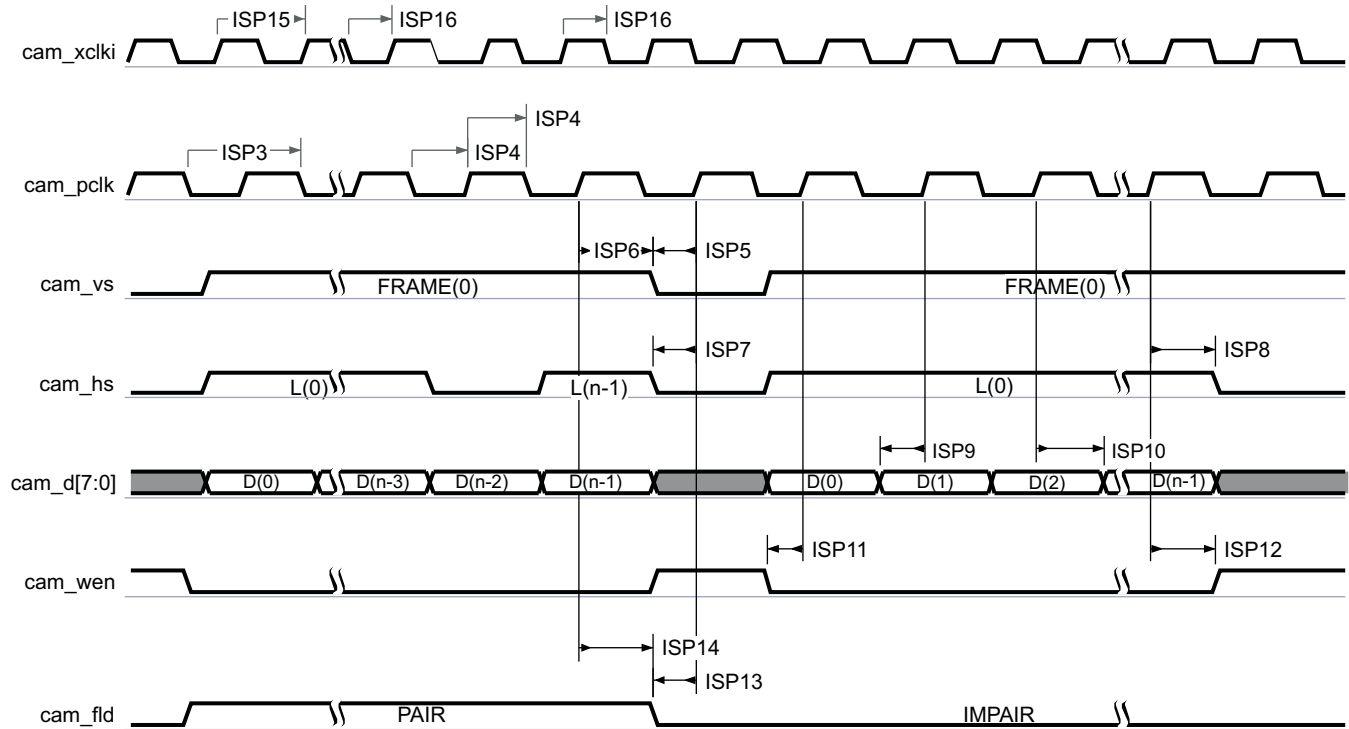 ISP15 ISP16 ISP16
cam_xclki
ISP4
ISP3 ISP4
cam_pclk
ISP6 ISP5
cam_vs FRAME(0) FRAME(0)
ISP7 ISP8
cam_hs L(0) L(n-1) L(0)
ISP9 ISP10
cam_d[7:0] D(0) D(n-3) D(n-2) D(n-1) D(0) D(1) D(2) D(n-1)
ISP11 ISP12
cam_wen
ISP14
ISP13
cam_fld PAIR IMPAIR